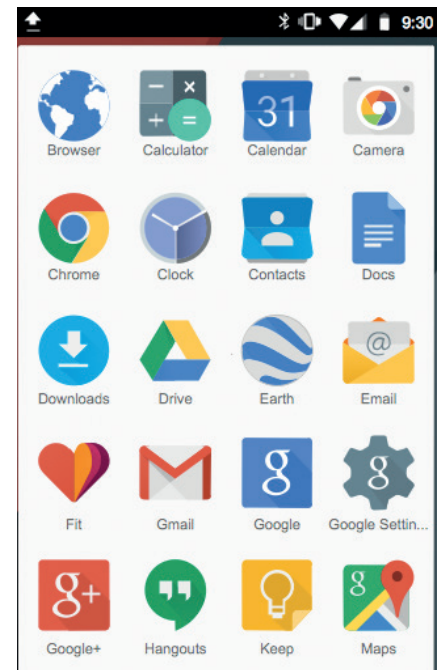 9:30
31
Browser Calculator Calendar Camera
Chrome Clock Contacts Docs
@
Downloads Drive Earth Email
g g
Fit Gmail Google Google Settin...
g+ g
Google+ Hangouts Keep Maps